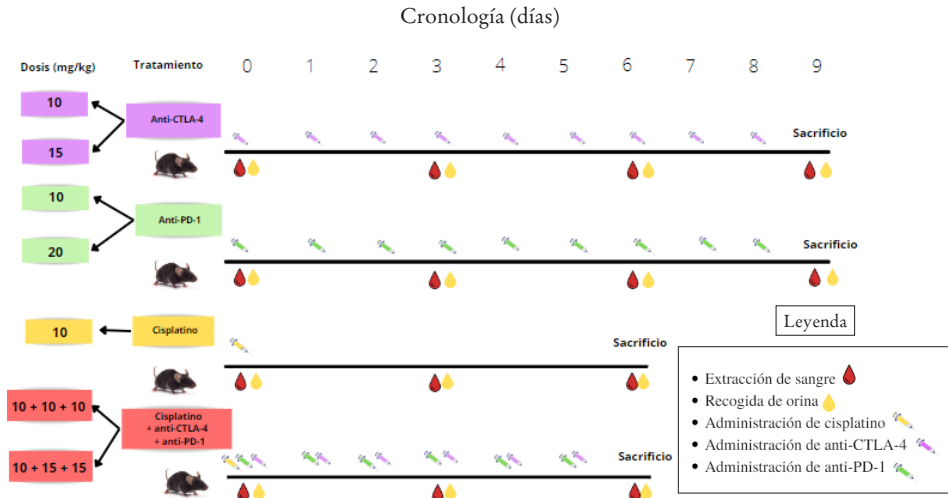 Cronología (días)
Dosis (mg/kg)
Tratamiento
0 1 2 3 4 5 6 7 8 9
10
Anti-CTLA-4
15
Sacrificio
10
Anti-PD-1
20
Sacrificio
10
Cisplatino
Sacrificio
10 + 10 + 10
Cisplatino
+ anti-CTLA-4
+ anti-PD-1
10 + 15 + 15
Sacrificio
Leyenda
• Extracción de sangre
• Recogida de orina
• Administración de cisplatino
• Administración de anti-CTLA-4
• Administración de anti-PD-1